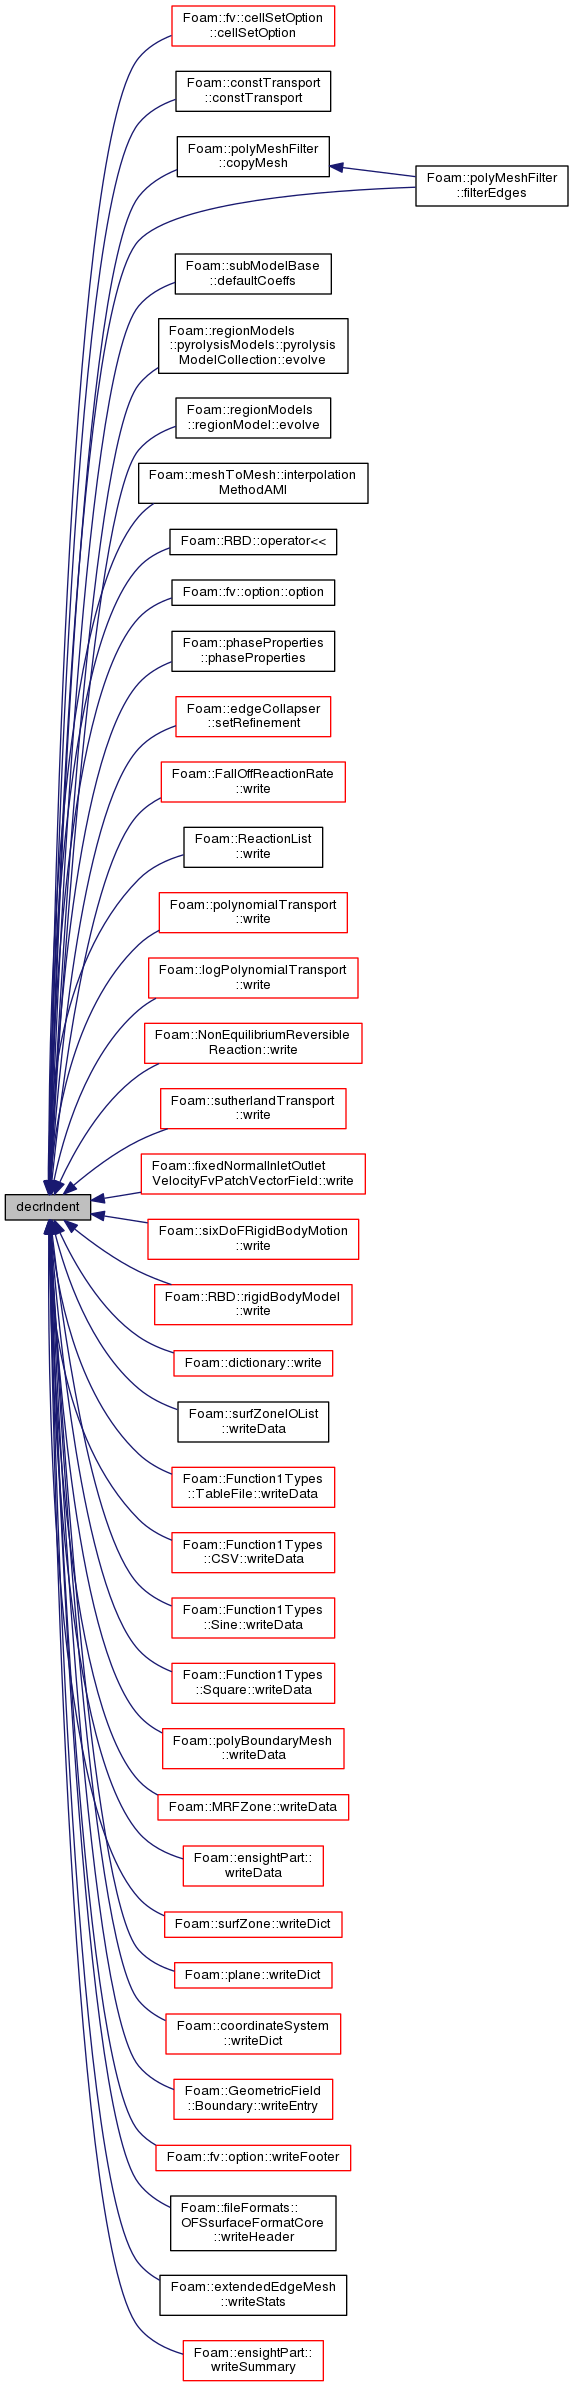 Foam::fv::cellSetOption
::cellSetOption
Foam::constTransport
::constTransport
Foam::polyMeshFilter
::copyMesh
Foam::polyMeshFilter
::filterEdges
Foam::subModelBase
::defaultCoeffs
Foam::regionModels
::pyrolysisModels::pyrolysis
ModelCollection::evolve
Foam::regionModels
::regionModel::evolve
Foam::meshToMesh::interpolation
MethodAMI
Foam::RBD::operator<<
Foam::fv::option::option
Foam::phaseProperties
::phaseProperties
Foam::edgeCollapser
::setRefinement
Foam::FallOffReactionRate
::write
Foam::ReactionList
::write
Foam::polynomialTransport
::write
Foam::logPolynomialTransport
::write
Foam::NonEquilibriumReversible
Reaction::write
Foam::sutherlandTransport
::write
Foam::fixedNormalInletOutlet
VelocityFvPatchVectorField::write
decrIndent
Foam::sixDoFRigidBodyMotion
::write
Foam::RBD::rigidBodyModel
::write
Foam::dictionary::write
Foam::surfZoneIOList
::writeData
Foam::Function1Types
::TableFile::writeData
Foam::Function1Types
::CSV::writeData
Foam::Function1Types
::Sine::writeData
Foam::Function1Types
::Square::writeData
Foam::polyBoundaryMesh
::writeData
Foam::MRFZone::writeData
Foam::ensightPart::
writeData
Foam::surfZone::writeDict
Foam::plane::writeDict
Foam::coordinateSystem
::writeDict
Foam::GeometricField
::Boundary::writeEntry
Foam::fv::option::writeFooter
Foam::fileFormats::
OFSsurfaceFormatCore
::writeHeader
Foam::extendedEdgeMesh
::writeStats
Foam::ensightPart::
writeSummary